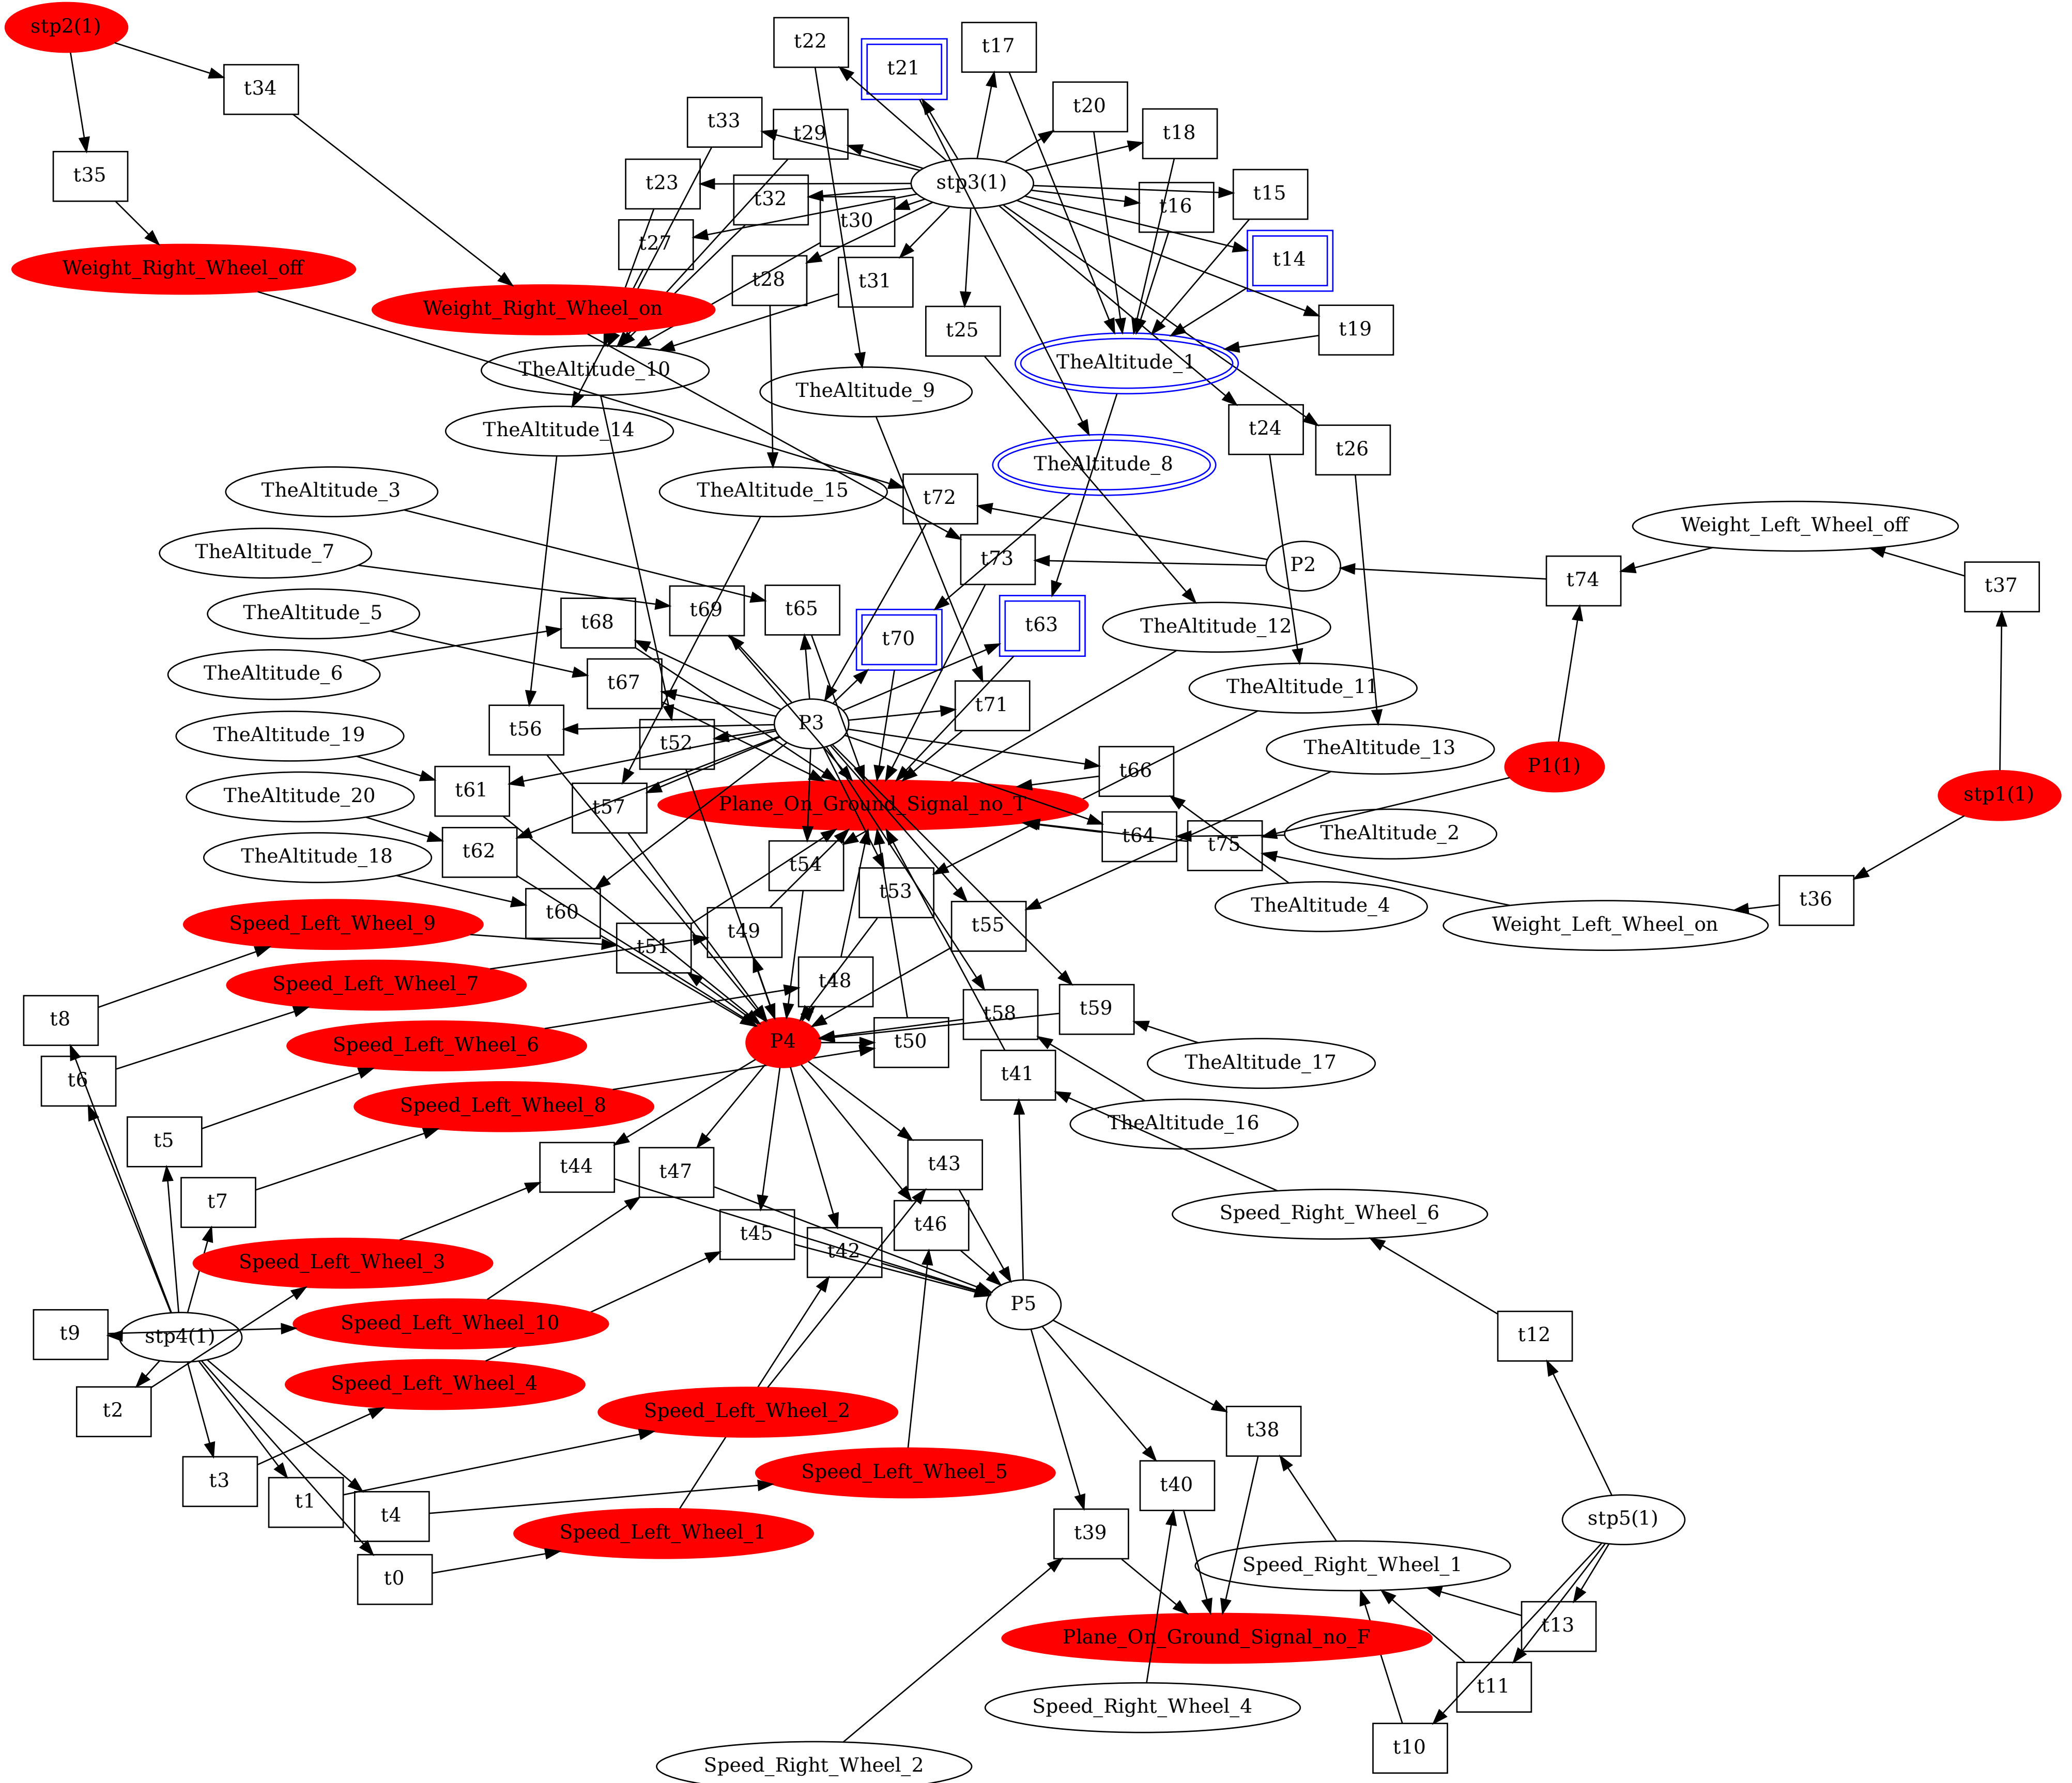 stp2(1)
t22
t21
t17
t34
t20
t33
t29
t18
t35
stp3(1)
t23
t32
t16
t15
t30
t27
t14
Weight_Right_Wheel_off
t28
t31
Weight_Right_Wheel_on
t25
t19
TheAltitude_10
TheAltitude_1
TheAltitude_9
TheAltitude_14
t24
t26
TheAltitude_8
TheAltitude_3
TheAltitude_15
t72
Weight_Left_Wheel_off
TheAltitude_7
t73
P2
t74
t37
TheAltitude_5
t68
t69
t65
t70
t63
TheAltitude_12
TheAltitude_6
t67
TheAltitude_11
t71
TheAltitude_19
t56
t52
P3
TheAltitude_13
t66
P1(1)
TheAltitude_20
t61
t57
Plane_On_Ground_Signal_no_T
stp1(1)
t64
t75
TheAltitude_2
TheAltitude_18
t62
t54
t53
TheAltitude_4
t36
Speed_Left_Wheel_9
t60
t51
t49
t55
Weight_Left_Wheel_on
Speed_Left_Wheel_7
t48
t8
t58
t59
Speed_Left_Wheel_6
P4
t50
TheAltitude_17
t6
t41
Speed_Left_Wheel_8
TheAltitude_16
t5
t44
t47
t43
t7
Speed_Right_Wheel_6
t45
t42
t46
Speed_Left_Wheel_3
P5
t9
stp4(1)
Speed_Left_Wheel_10
t12
Speed_Left_Wheel_4
t2
Speed_Left_Wheel_2
t38
t3
t1
Speed_Left_Wheel_5
t40
t4
stp5(1)
Speed_Left_Wheel_1
t39
t0
Speed_Right_Wheel_1
t13
Plane_On_Ground_Signal_no_F
t11
Speed_Right_Wheel_4
t10
Speed_Right_Wheel_2